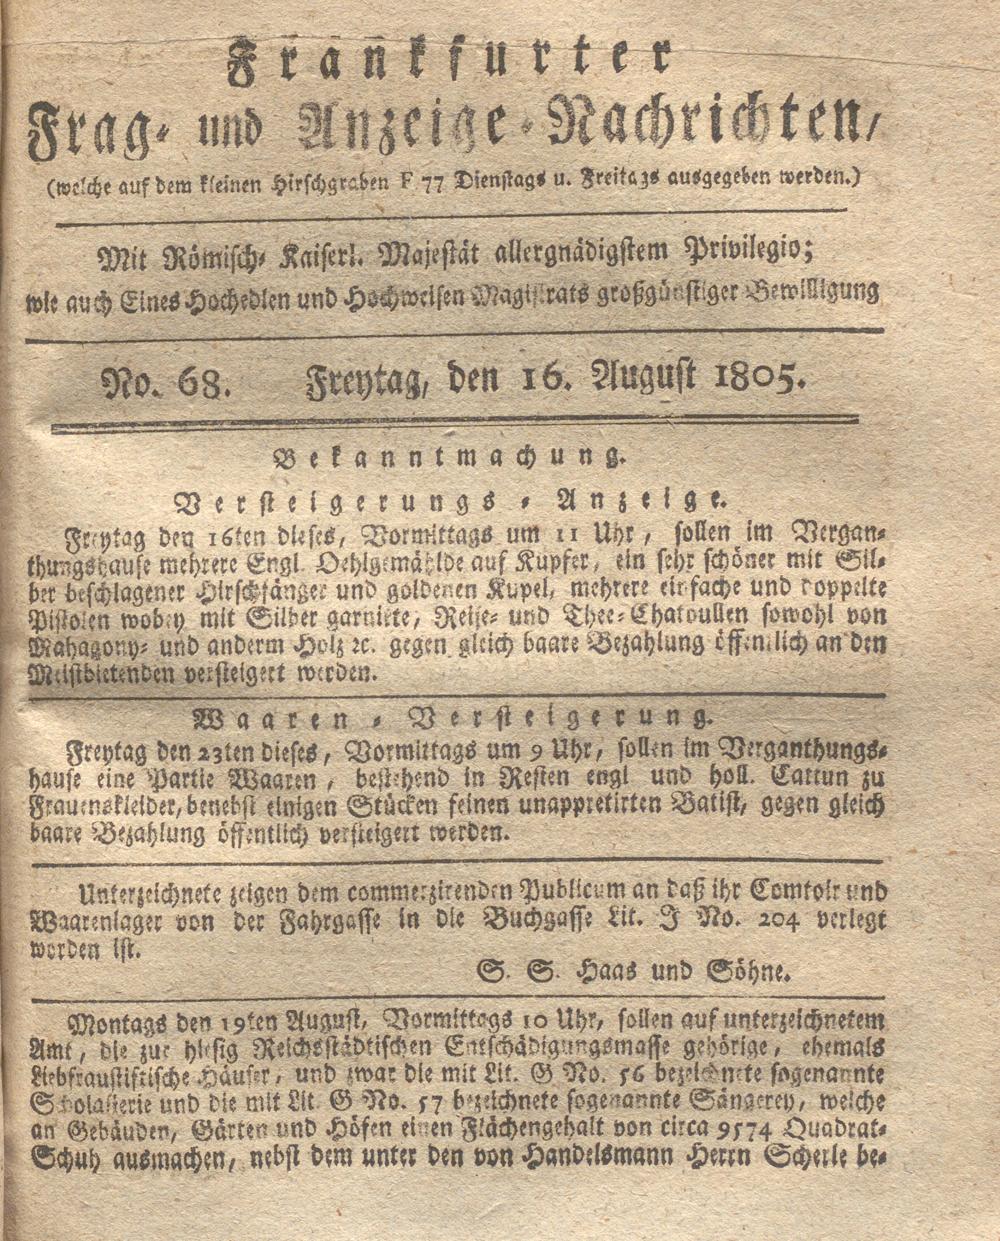 Frankfurter
Frag- und Anzeige-Nachrichten,
(welche auf dem kleinen Hirschgraben F 77 Dienstags u. Freitags ausgegeben werden.)
Mit Römisch-Kaiserl. Majestät allergnädigstem Privilegio;
wie auch Eines Hochedlen und Hochweisen Magistrats großgünstiger Bewilligung
No. 68. Freytag, den 16. August 1805.
Bekanntmachung.
Versteigerungs-Anzeige.
Freytag den 16ten dieses, Vormittags um 11 Uhr, sollen im Vergan-
thungshause mehrere Engl. Oehlgemählde auf Kupfer, ein sehr schöner mit Sil-
ber beschlagener Hirschfänger und goldenen Kupel, mehrere einfache und doppelte
Pistolen wobey mit Silber garnirte, Reise- und Thee-Chatoullen sowohl von
Mahagony- und anderm Holz ꝛc. gegen gleich baare Bezahlung öffentlich an den
Meistbietenden versteigert werden.
Waaren-Versteigerung.
Freytag den 23ten dieses, Vormittags um 9 Uhr, sollen im Verganthungs-
hause eine Partie Waaren, bestehend in Resten engl und holl. Cattun zu
Frauenskleider, benebst einigen Stücken feinen unappretirten Batist, gegen gleich
baare Bezahlung öffentlich versteigert werden.
Unterzeichnete zeigen dem commerzirenden Publicum an daß ihr Comtoir und
Waarenlager von der Fahrgasse in die Buchgasse Lit. J No. 204 verlegt
worden ist.
S. S. Haas und Söhne.
Montags den 19ten August, Vormittags 10 Uhr, sollen auf unterzeichnetem
Amt, die zur hiesig Reichsstädtischen Entschädigungsmasse gehörige, ehemals
Liebfraustiftische Häuser, und zwar die mit Lit. G No. 56 bezeichnete sogenannte
Scholasterie und die mit Lit G No. 57 bezeichnete sogenannte Sängerey, welche
an Gebäuden, Gärten und Höfen einen Flächengehalt von circa 9574 Quadrat-
Schuh ausmachen, nebst dem unter den von Handelsmann Herrn Scherle be-